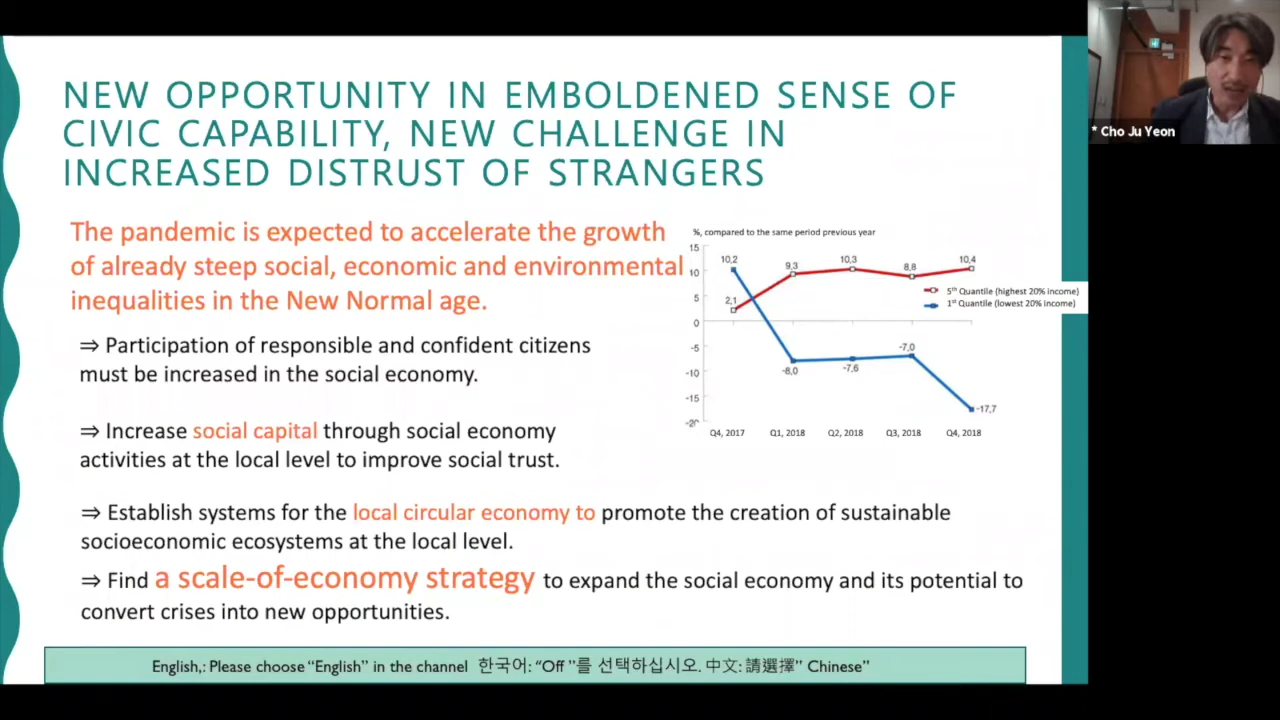 NEW OPPORTUNITY IN EMBOLDENED SENSE OF
CIVIC CAPABILITY, NEW CHALLENGE IN
INCREASED DISTRUST OF STRANGERS
* Cho Ju Yeon
The pandemic is expected to accelerate the growth
of already steep social, economic and environmental
inequalities in the New Normal age.
⇒ Participation of responsible and confident citizens
must be increased in the social economy.
⇒ Increase social capital through social economy
activities at the local level to improve social trust.
%, compared to the same period previous year
15
10
5
0
-5
-10
-15
-20
10,2
2,1
9,3
10,3
8,8
10,4
-8,0
-7,6
-7,0
-17,7
5th Quantile (highest 20% income)
1st Quantile (lowest 20% income)
Q4, 2017 Q1, 2018 Q2, 2018 Q3, 2018 Q4, 2018
⇒ Establish systems for the local circular economy to promote the creation of sustainable
socioeconomic ecosystems at the local level.
⇒ Find a scale-of-economy strategy to expand the social economy and its potential to
convert crises into new opportunities.
English,: Please choose “English” in the channel 한국어: “Off ”를 선택하십시오. 中文: 請選擇” Chinese”